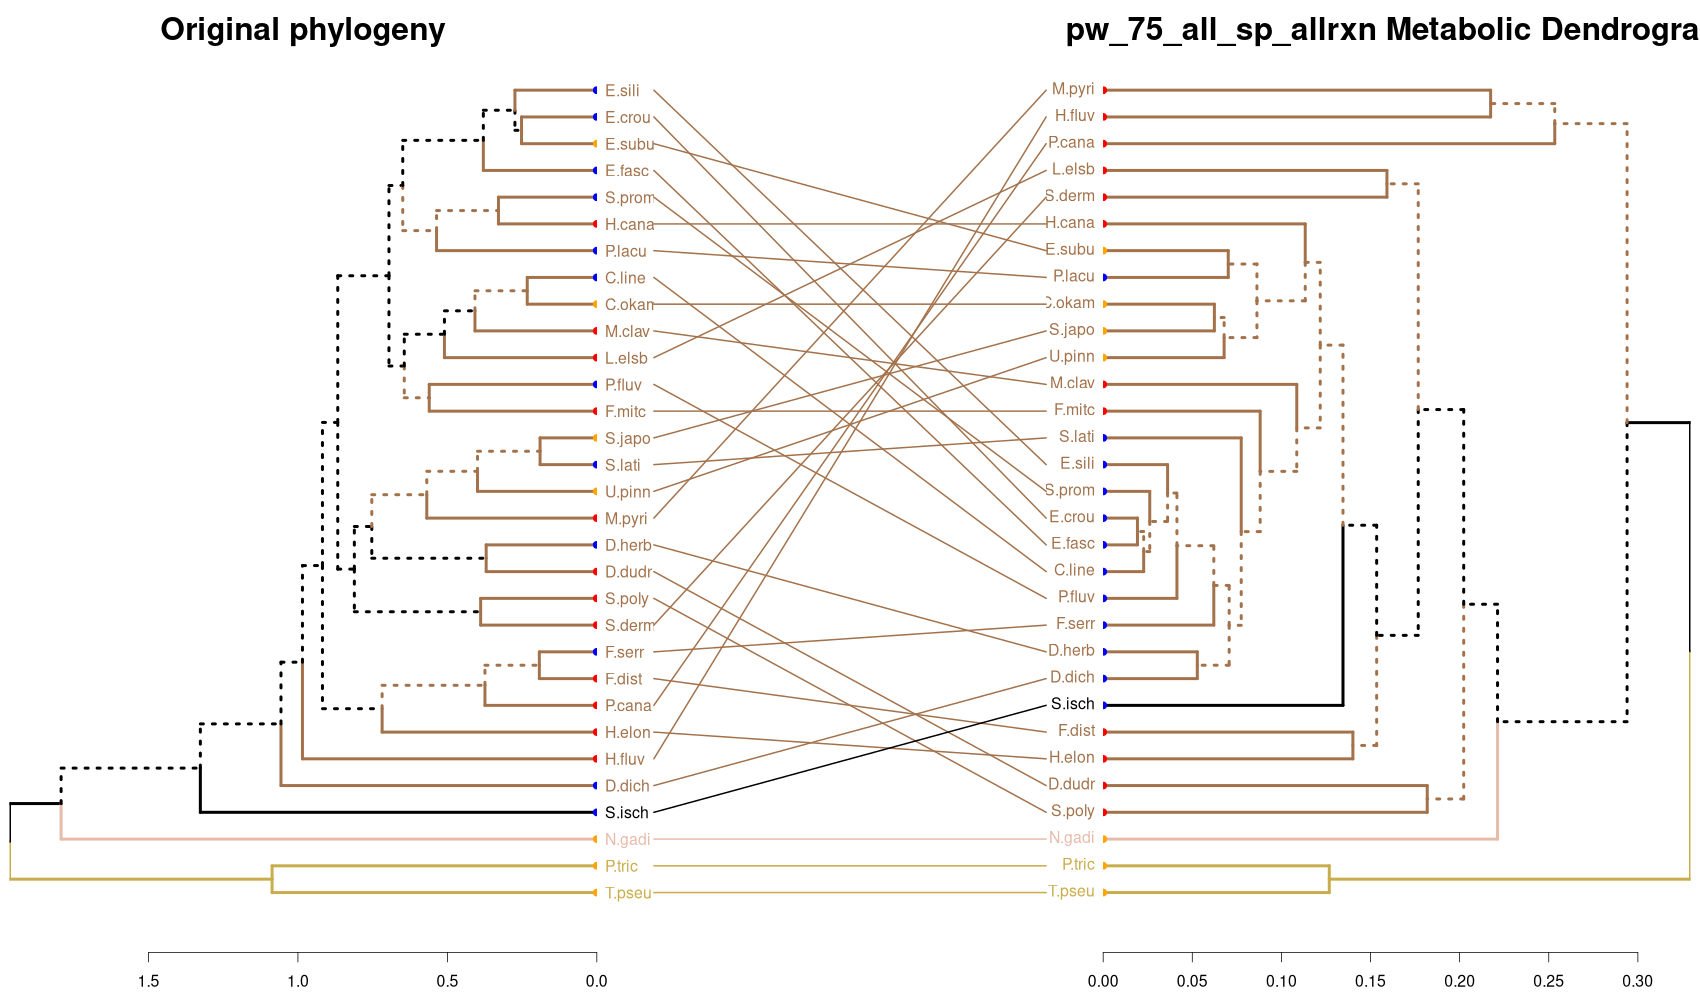 Original phylogeny
pw_75_all_sp_allrxn Metabolic Dendrogra
E.sili
E.crou
E.subu
E.fasc
S.prom
H.cana
P.lacu
C.line
C.okan
M.clav
L.elsb
P.fluv
F.mitc
S.japo
S.lati
U.pinn
M.pyri
D.herb
D.dudr
S.poly
S.derm
F.serr
F.dist
P.cana
H.elon
H.fluv
D.dich
S.isch
N.gadi
P.tric
T.pseu
M.pyri
H.fluv
P.cana
L.elsb
S.derm
H.cana
E.subu
P.lacu
C.okam
S.japo
U.pinn
M.clav
F.mitc
S.lati
E.sili
S.prom
E.crou
E.fasc
C.line
P.fluv
F.serr
D.herb
D.dich
S.isch
F.dist
H.elon
D.dudr
S.poly
N.gadi
P.tric
T.pseu
1.5 1.0 0.5 0.0
0.00 0.05 0.10 0.15 0.20 0.25 0.30